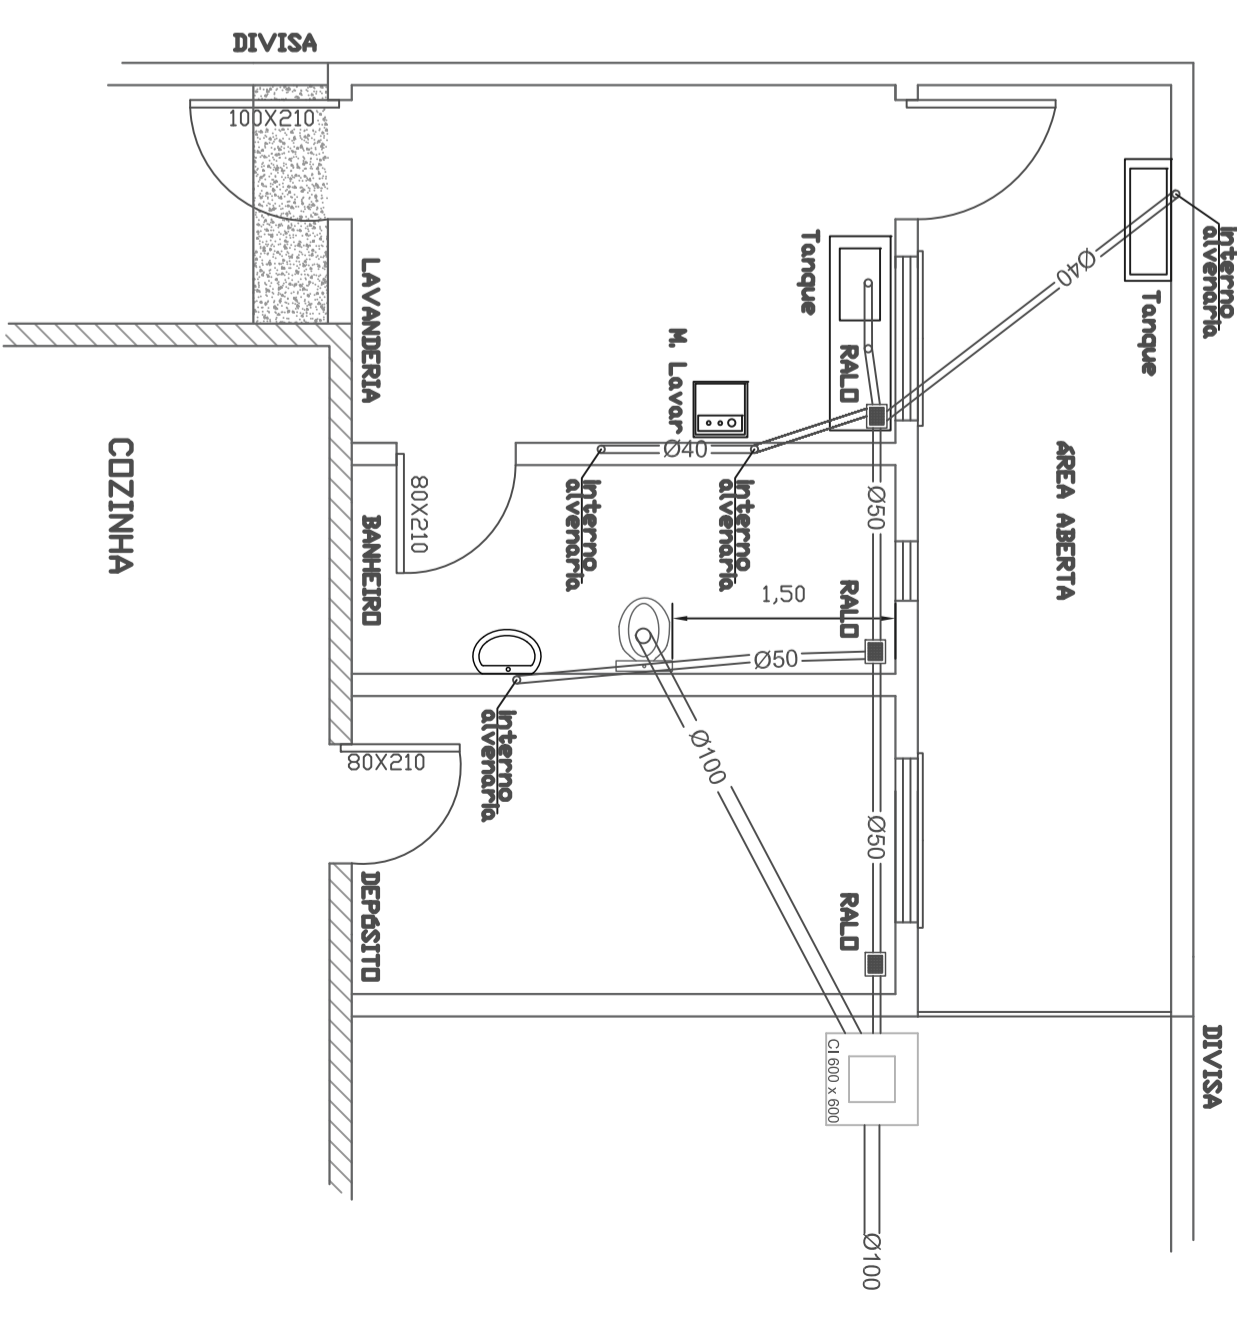 DIVISA
100X210
Interno
alvenaria
Tanque
Ø40
Tanque
LAVANDERIA
RALO
M. Lavar
Ø40
COZINHA
ÁREA ABERTA
80X210
Interno
alvenaria
Interno
alvenaria
Ø50
BANHEIRO
1,50
RALO
Ø50
Interno
alvenaria
Ø100
80X210
Ø50
DEPÓSITO
RALO
DIVISA
CI 600 x 600
Ø100